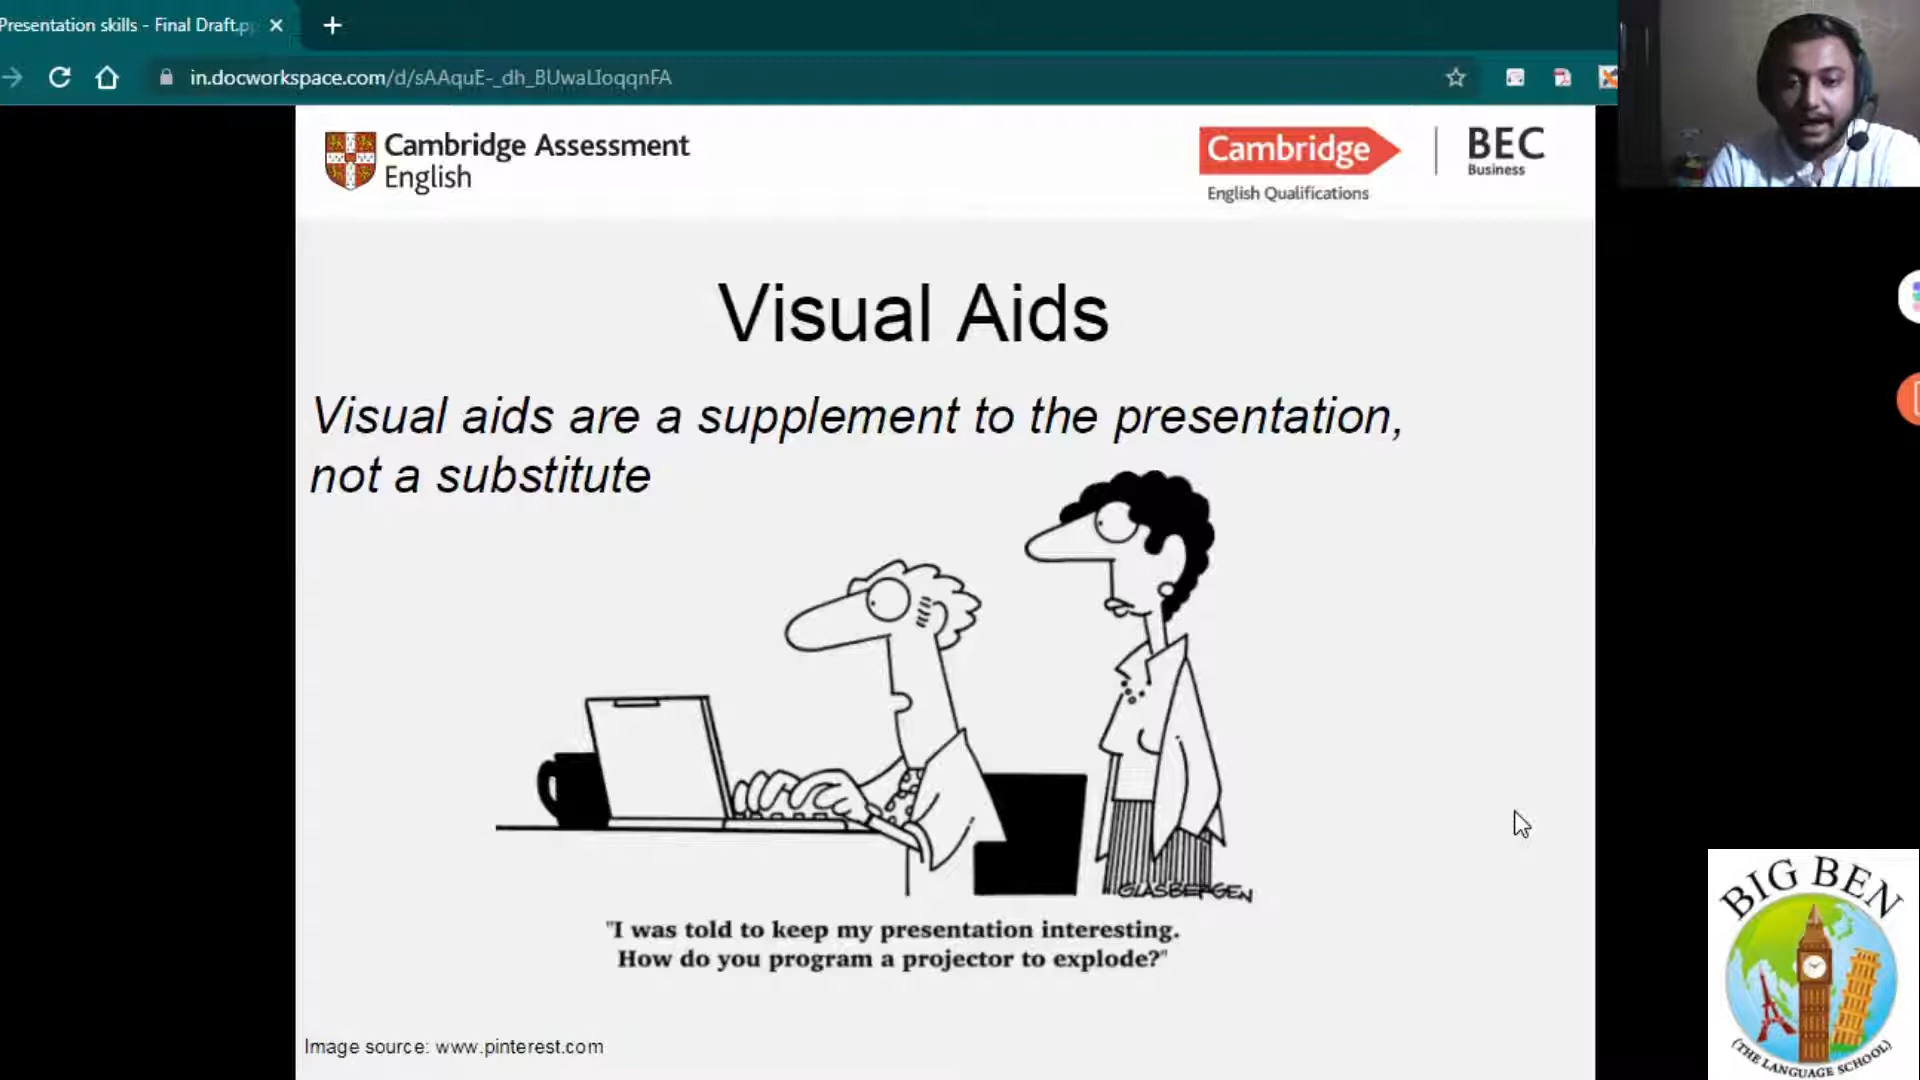 Presentation skills - Final Draft.pp
in.docworkspace.com/d/sAAquE-_dh_BUwaLIoqqnFA
Cambridge Assessment
English
Cambridge
English Qualifications
BEC
Business
Visual Aids
Visual aids are a supplement to the presentation,
not a substitute
GLASBERGEN
"I was told to keep my presentation interesting.
How do you program a projector to explode?"
Image source: www.pinterest.com
BIG BEN
(THE LANGUAGE SCHOOL)